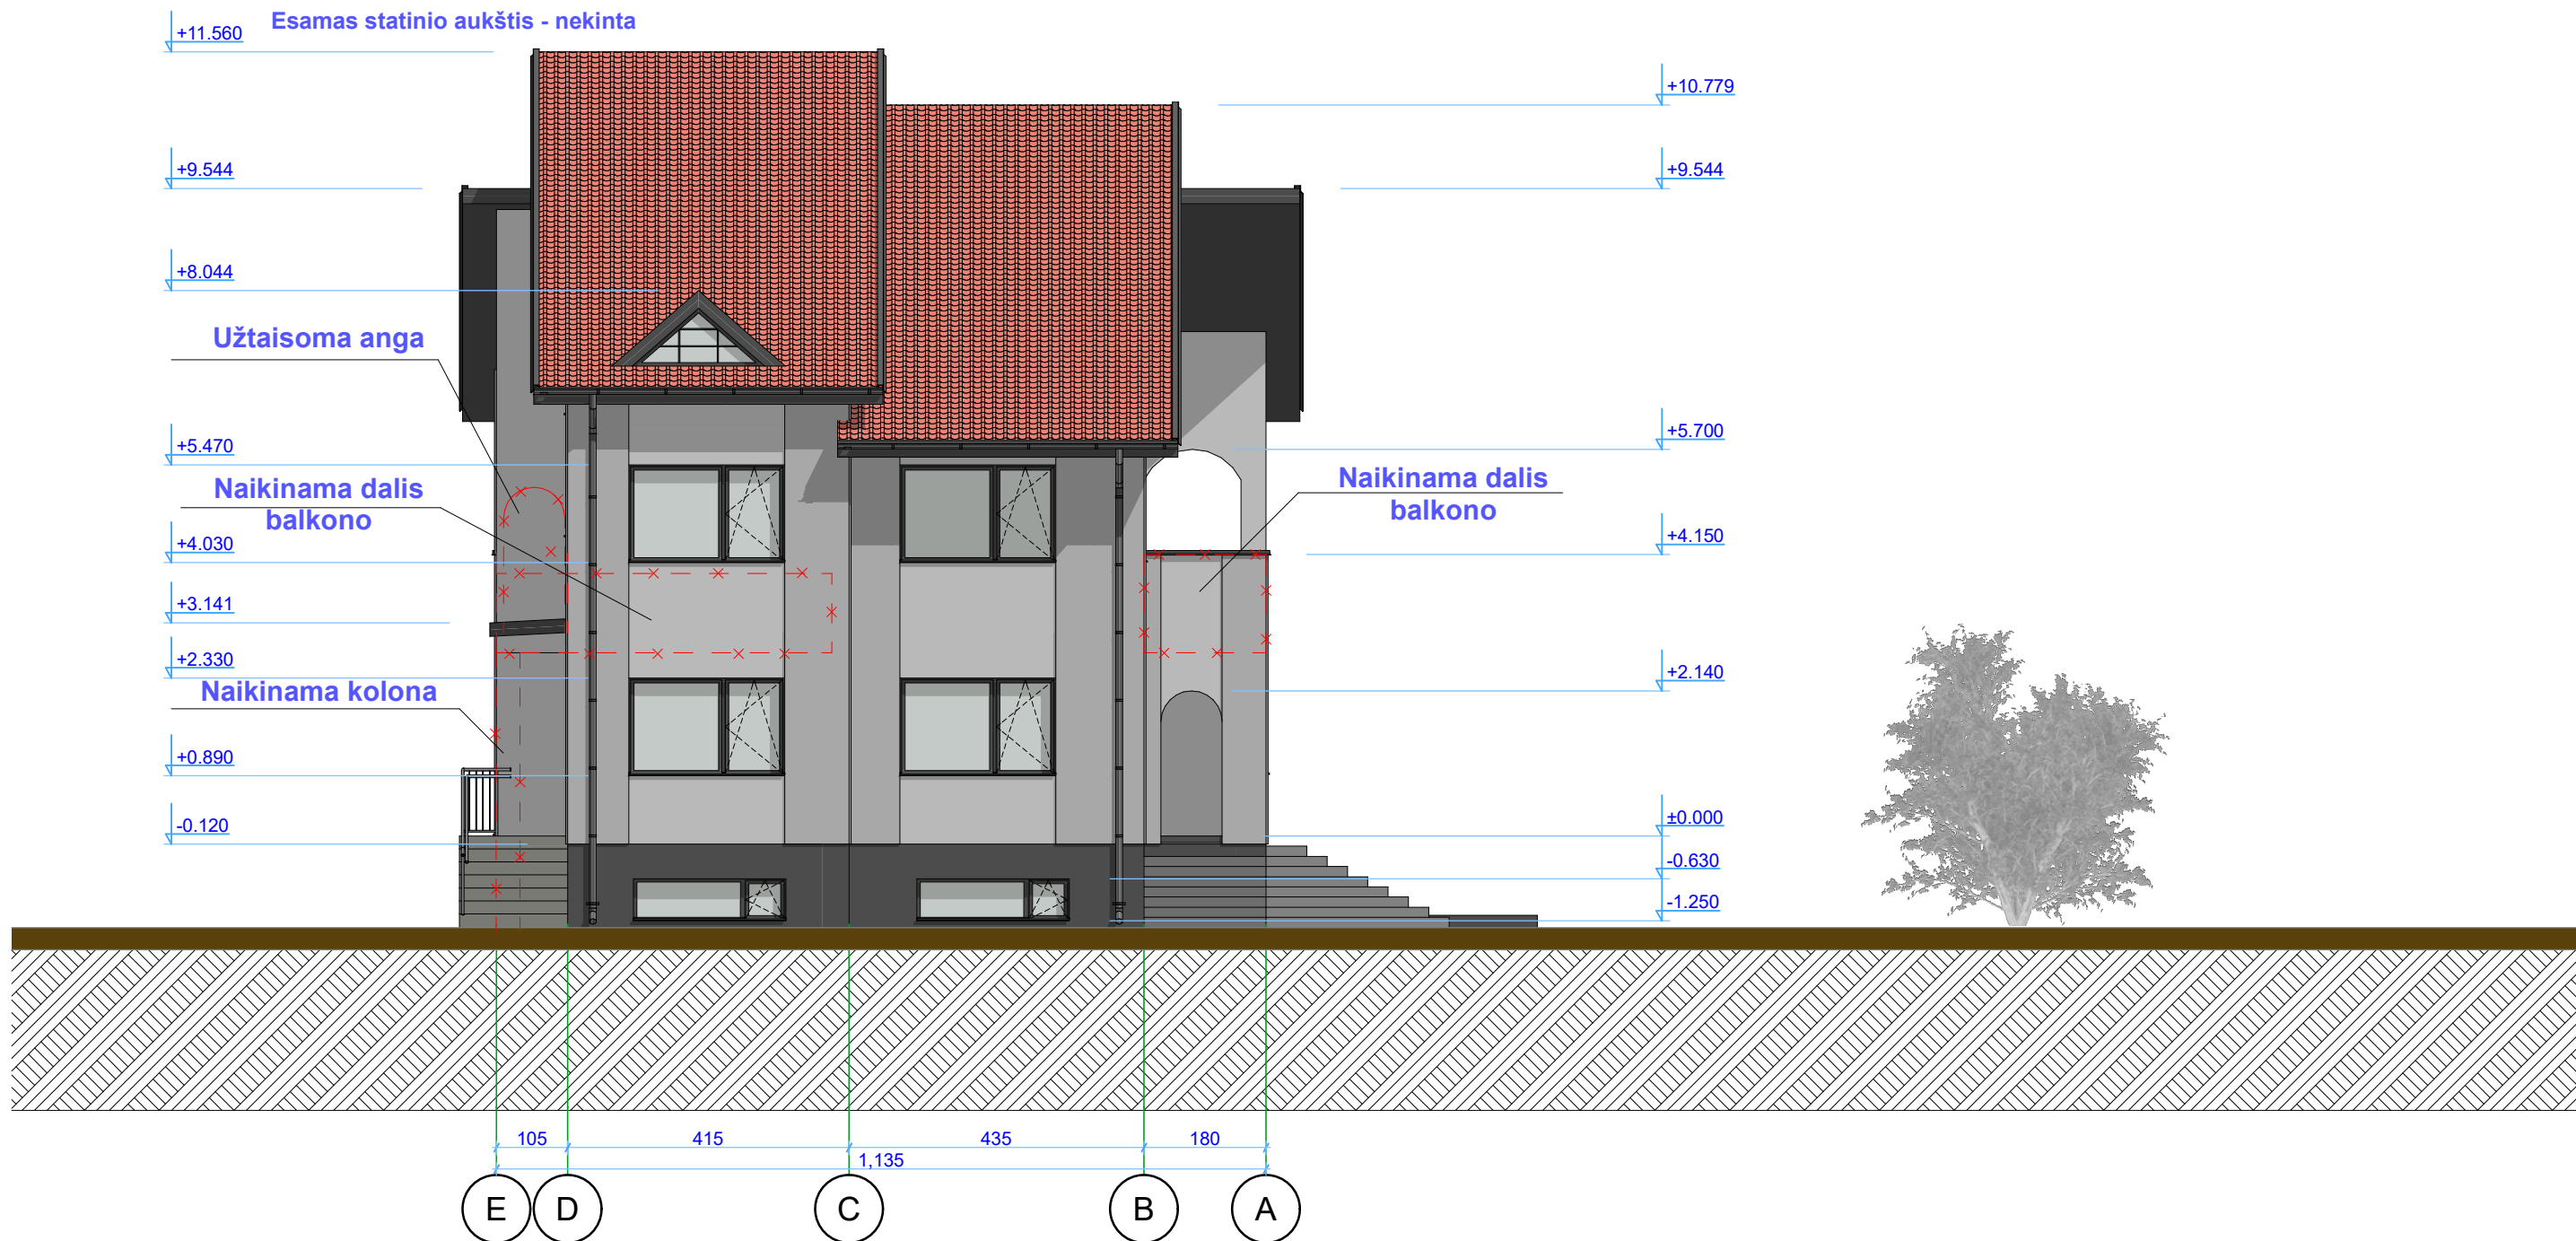 Esamas statinio aukštis - nekinta
+11.560
+10.779
+9.544
+9.544
+8.044
Užtaisoma anga
+5.470
+5.700
Naikinama dalis
balkono
Naikinama dalis
balkono
+4.030
+4.150
+3.141
+2.330
+2.140
Naikinama kolona
+0.890
-0.120
±0.000
-0.630
-1.250
105
415
435
180
1,135
E
D
C
B
A